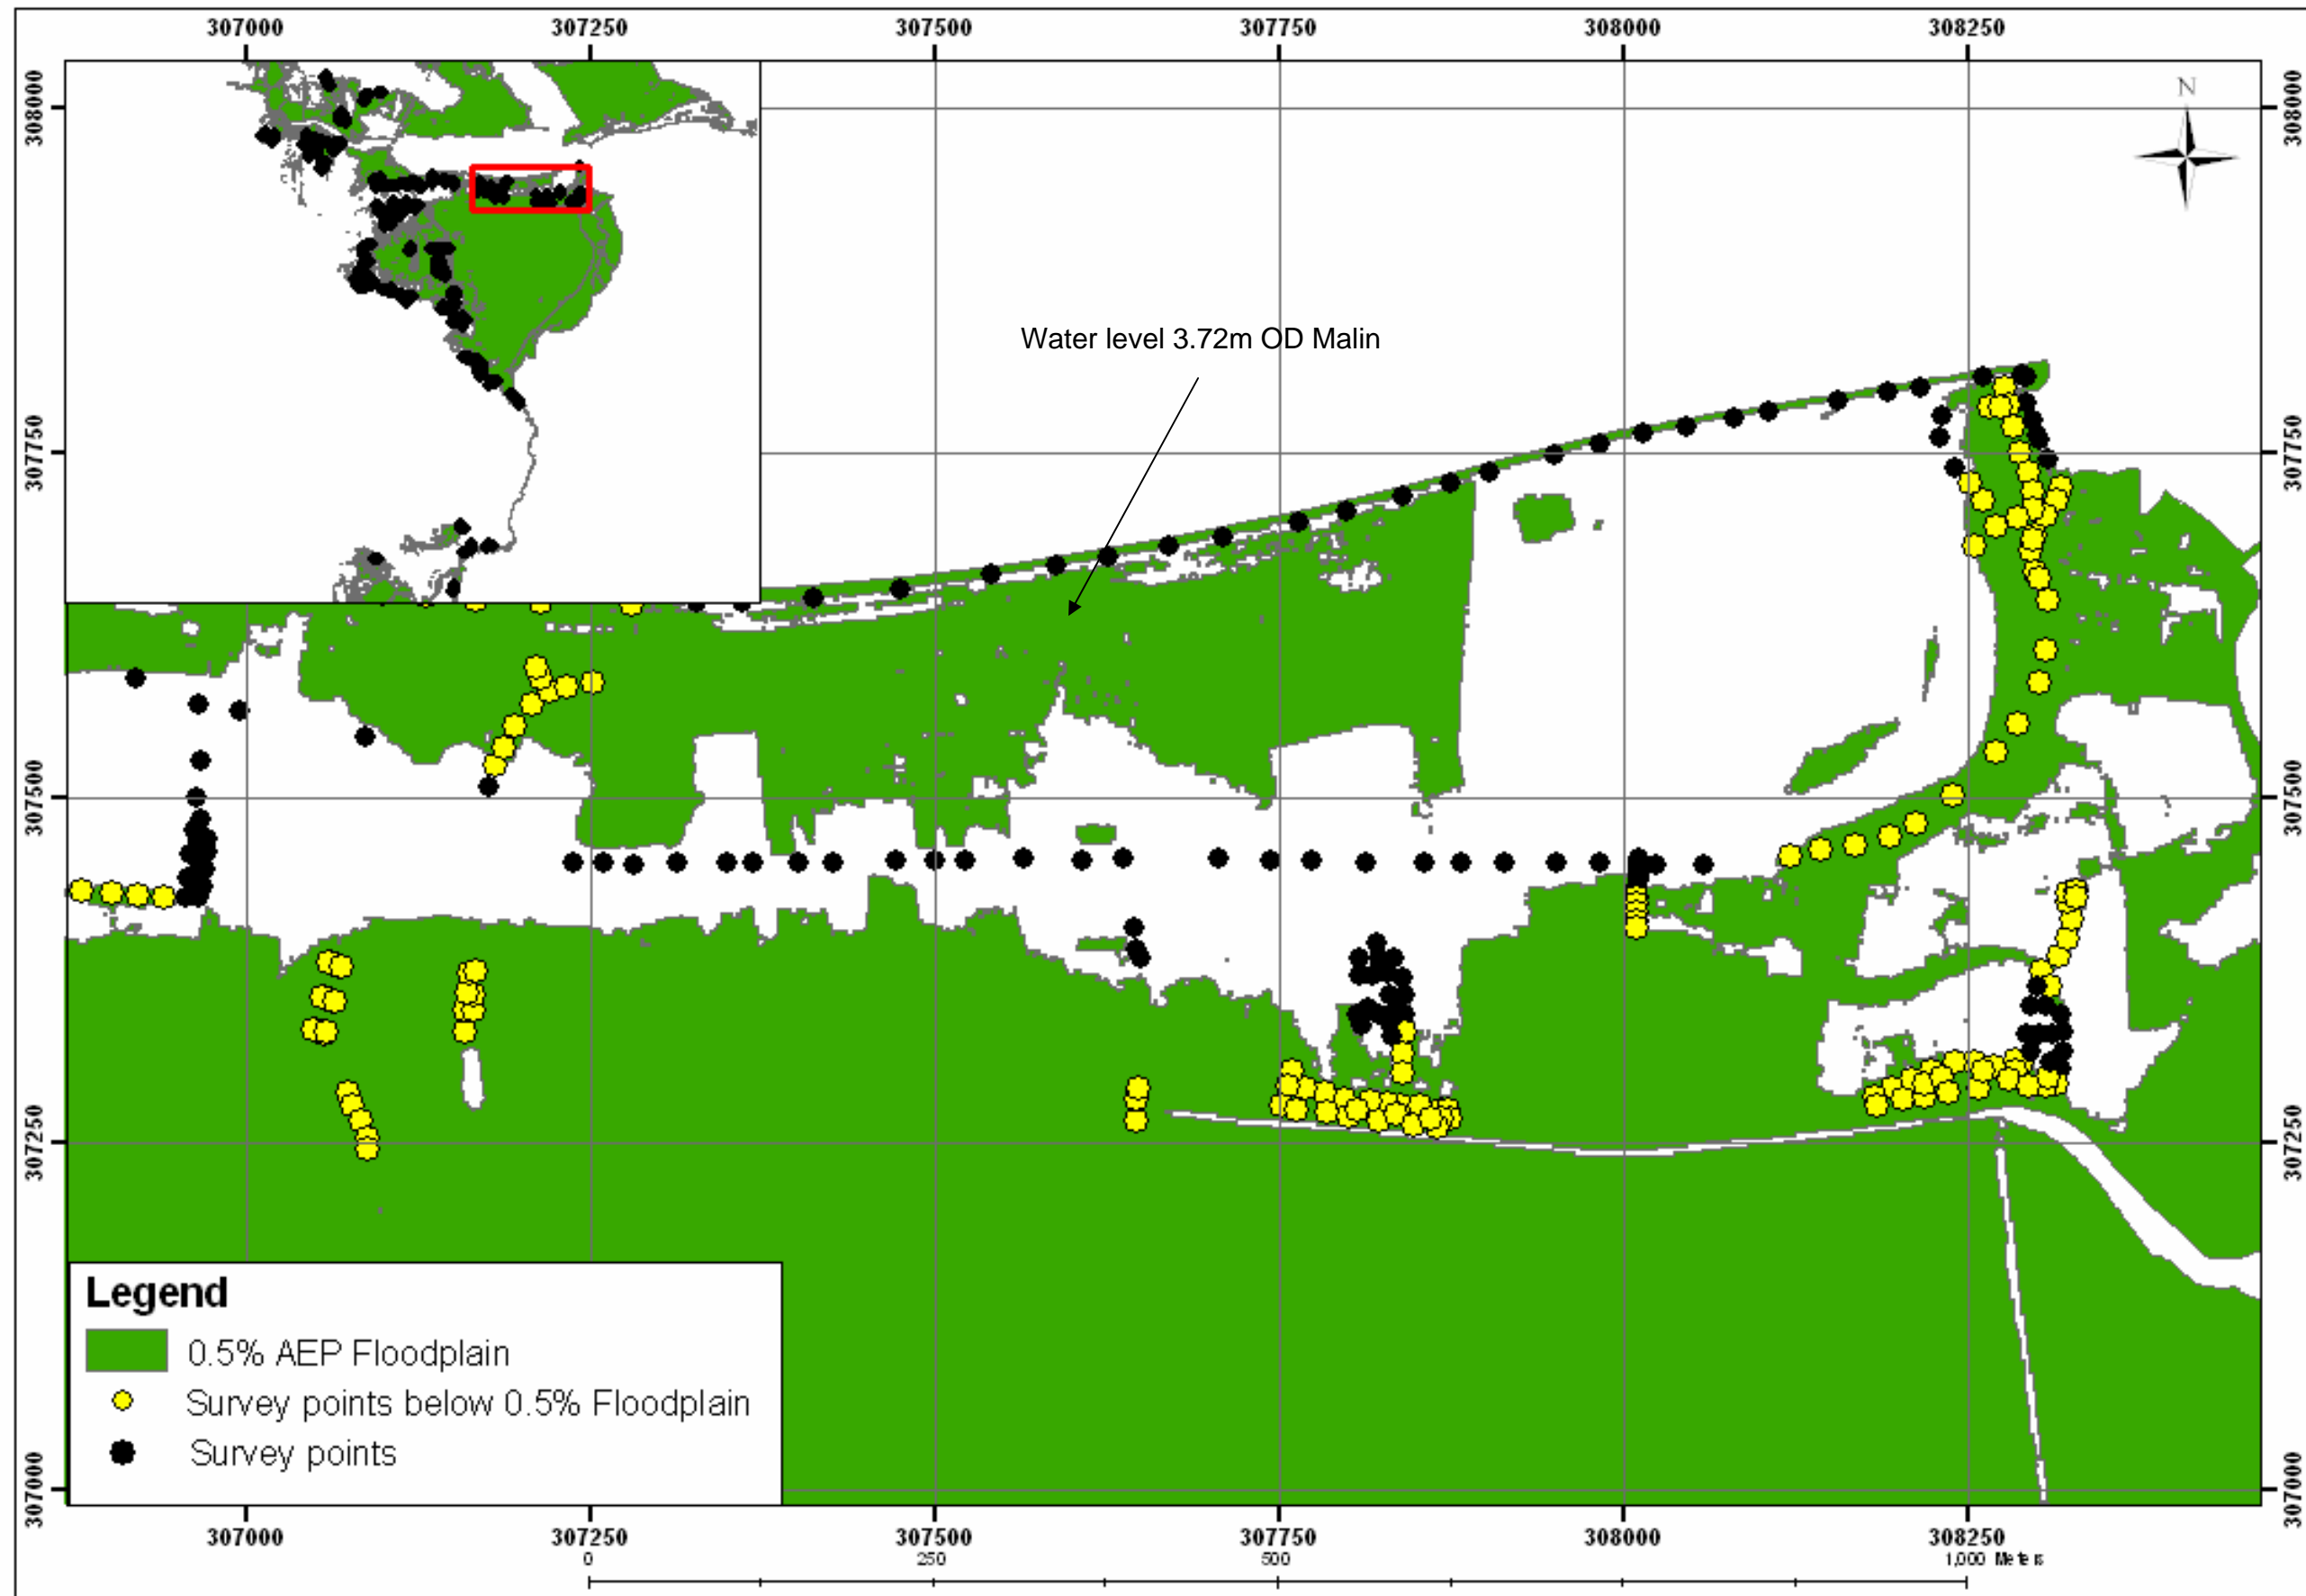 307000 307250 307500 307750 308000 308250
N
308000 308000
Water level 3.72m OD Malin
307750 307750
307500 307500
307250 307250
Legend
0.5% AEP Floodplain
Survey points below 0.5% Floodplain
Survey points
307000 307000
307000 307250 307500 307750 308000 308250
0 250 500 1,000 Meters